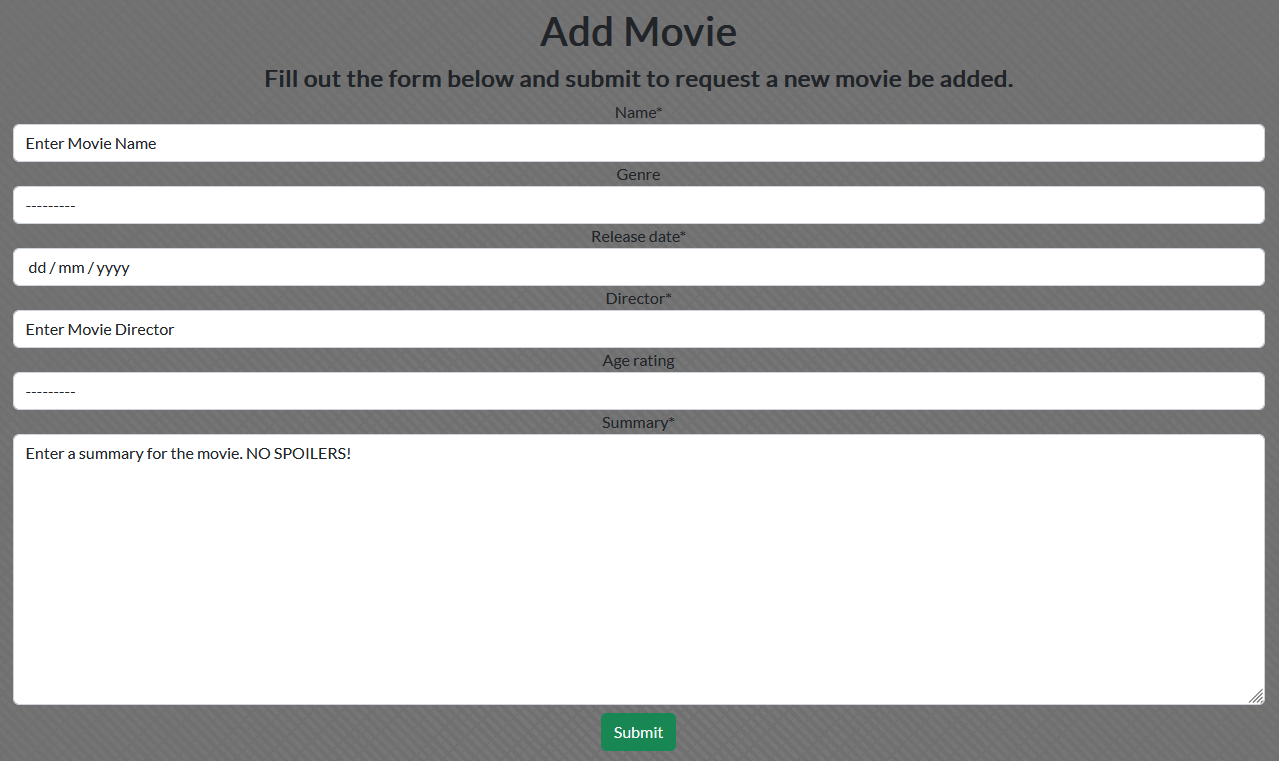 Add Movie
Fill out the form below and submit to request a new movie be added.
Name*
Enter Movie Name
Genre
---------
Release date*
dd / mm / yyyy
Director*
Enter Movie Director
Age rating
---------
Summary*
Enter a summary for the movie. NO SPOILERS!
Submit